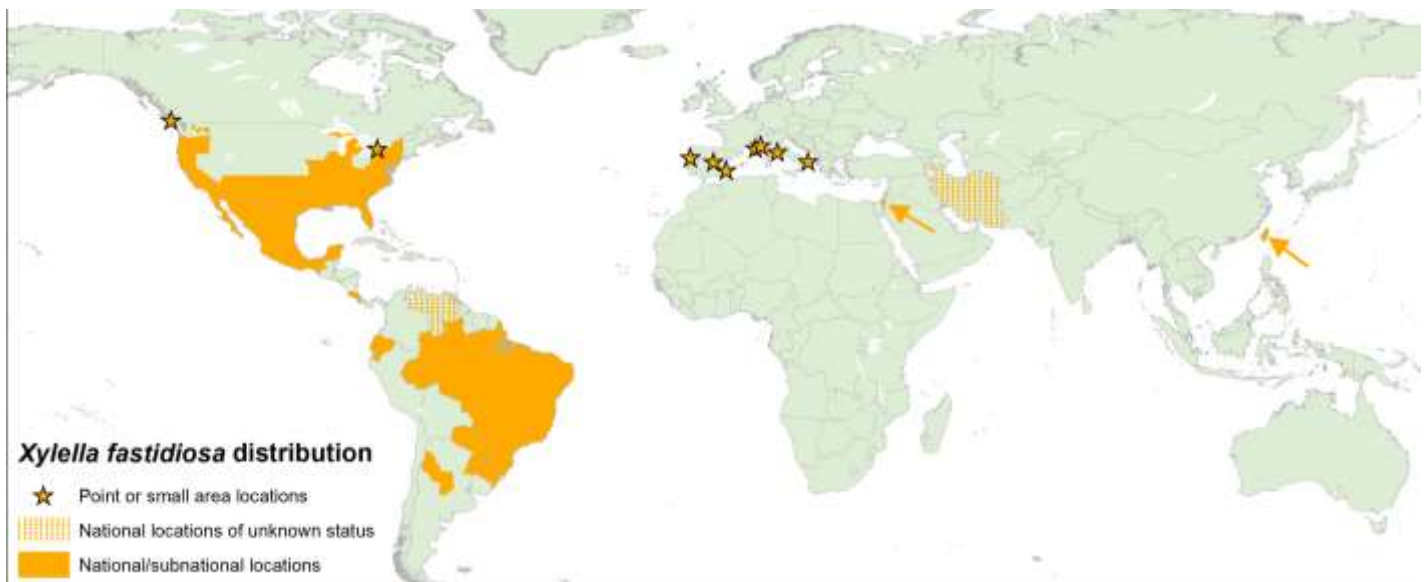 Xylella fastidiosa distribution
Point or small area locations
National locations of unknown status
National/subnational locations